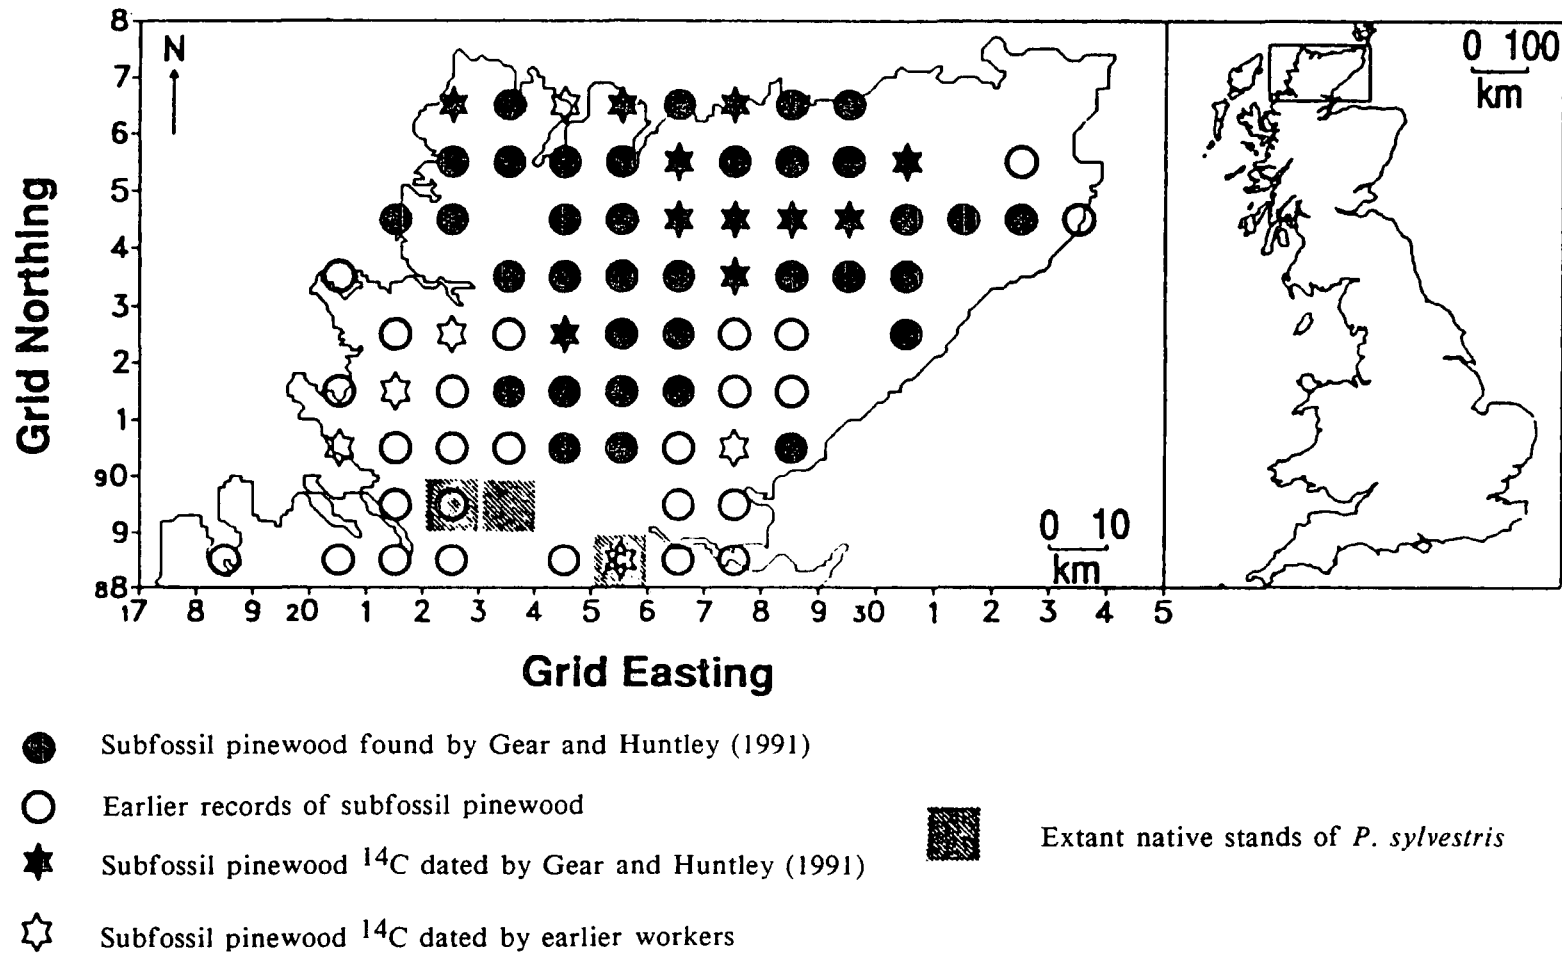 8
7
6
5
4
3
2
1
90
9
88
N
Grid Northing
0 10
km
0 100
km
17 8 9 20 1 2 3 4 5 6 7 8 9 30 1 2 3 4 5
Grid Easting
Subfossil pinewood found by Gear and Huntley (1991)
Earlier records of subfossil pinewood
Subfossil pinewood 14C dated by Gear and Huntley (1991)
Subfossil pinewood 14C dated by earlier workers
Extant native stands of P. sylvestris